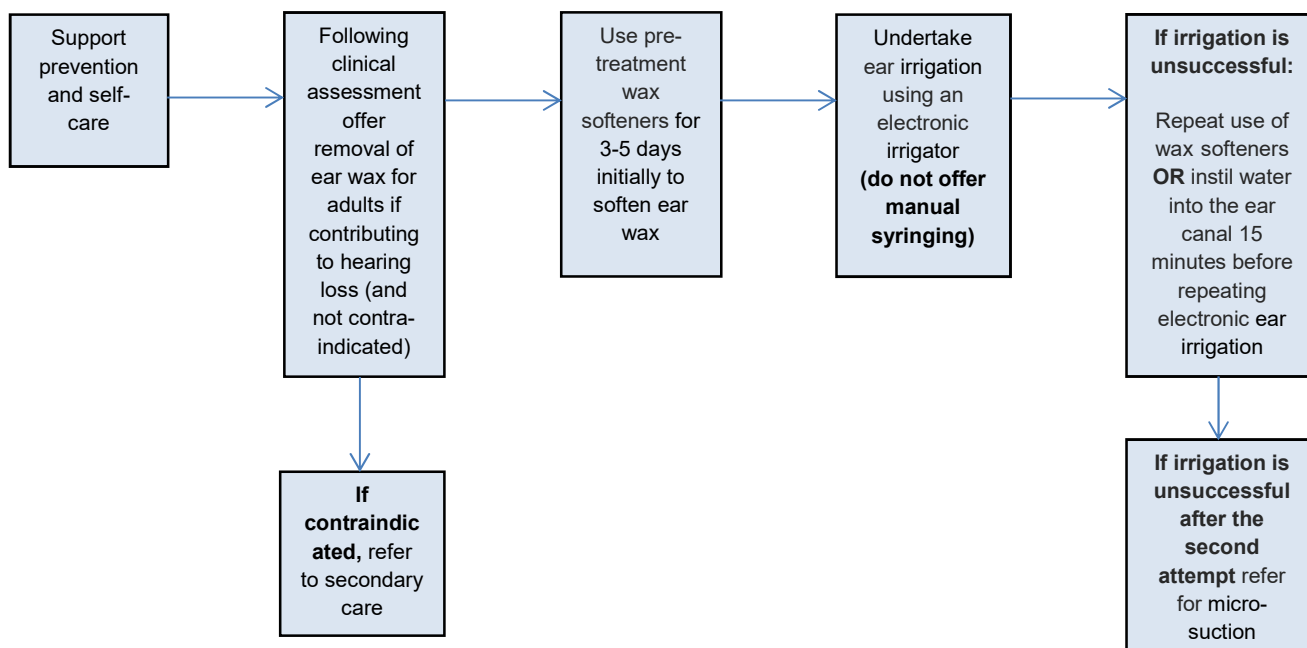 Support
prevention
and self-
care
Following
clinical
assessment
offer
removal of
ear wax for
adults if
contributing
to hearing
loss (and
not contra-
indicated)
Use pre-
treatment
wax
softeners for
3-5 days
initially to
soften ear
wax
Undertake
ear irrigation
using an
electronic
irrigator
(do not offer
manual
syringing)
If irrigation is
unsuccessful:
Repeat use of
wax softeners
OR instil water
into the ear
canal 15
minutes before
repeating
electronic ear
irrigation
If
contraindic
ated, refer
to secondary
care
If irrigation is
unsuccessful
after the
second
attempt refer
for micro-
suction